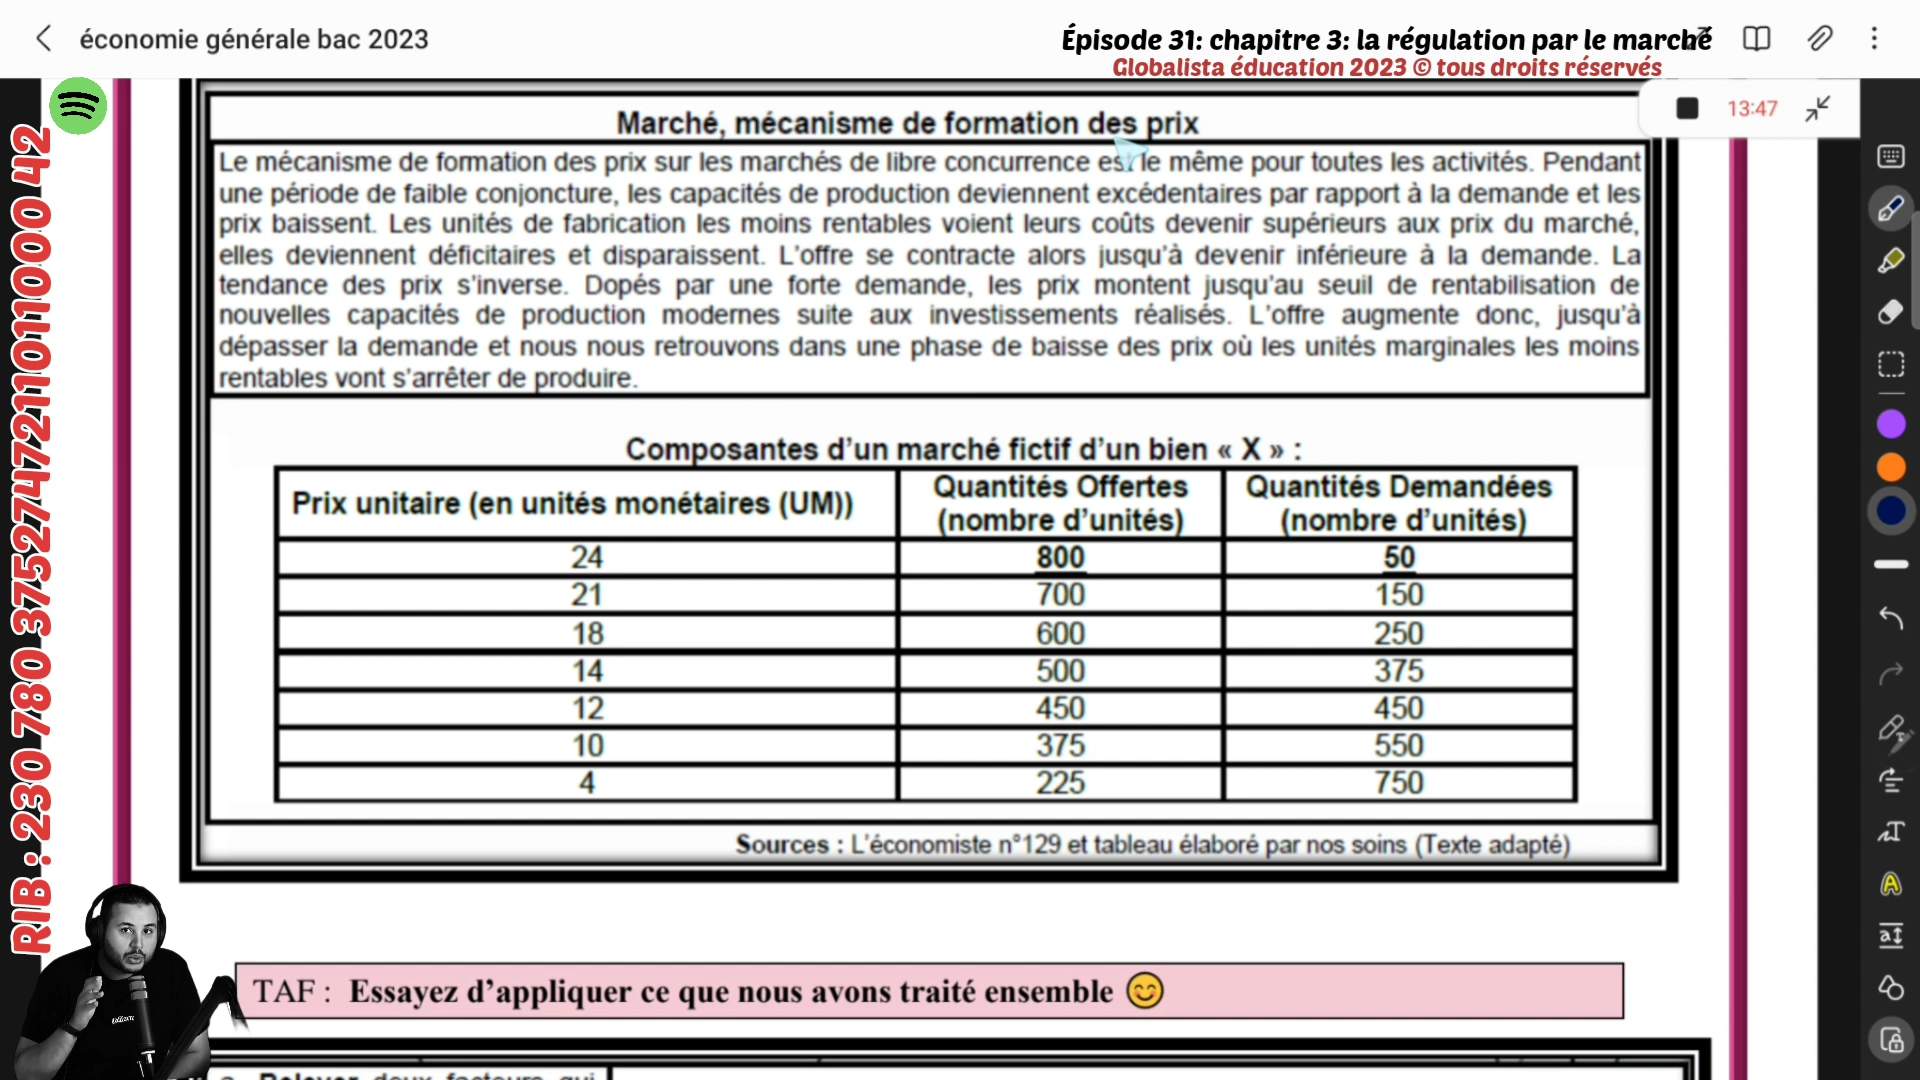 économie générale bac 2023
Épisode 31: chapitre 3: la régulation par le marché
Globalista éducation 2023 © tous droits réservés
13:47
RIB : 230 780 3752747211011000 42
Marché, mécanisme de formation des prix
Le mécanisme de formation des prix sur les marchés de libre concurrence est le même pour toutes les activités. Pendant
une période de faible conjoncture, les capacités de production deviennent excédentaires par rapport à la demande et les
prix baissent. Les unités de fabrication les moins rentables voient leurs coûts devenir supérieurs aux prix du marché,
elles deviennent déficitaires et disparaissent. L'offre se contracte alors jusqu'à devenir inférieure à la demande. La
tendance des prix s'inverse. Dopés par une forte demande, les prix montent jusqu'au seuil de rentabilisation de
nouvelles capacités de production modernes suite aux investissements réalisés. L'offre augmente donc, jusqu'à
dépasser la demande et nous nous retrouvons dans une phase de baisse des prix où les unités marginales les moins
rentables vont s'arrêter de produire.
Composantes d'un marché fictif d'un bien « X » :
Prix unitaire (en unités monétaires (UM)) Quantités Offertes (nombre d'unités) Quantités Demandées (nombre d'unités)
24 800 50
21 700 150
18 600 250
14 500 375
12 450 450
10 375 550
4 225 750
Sources : L'économiste n°129 et tableau élaboré par nos soins (Texte adapté)
TAF : Essayez d'appliquer ce que nous avons traité ensemble 😊